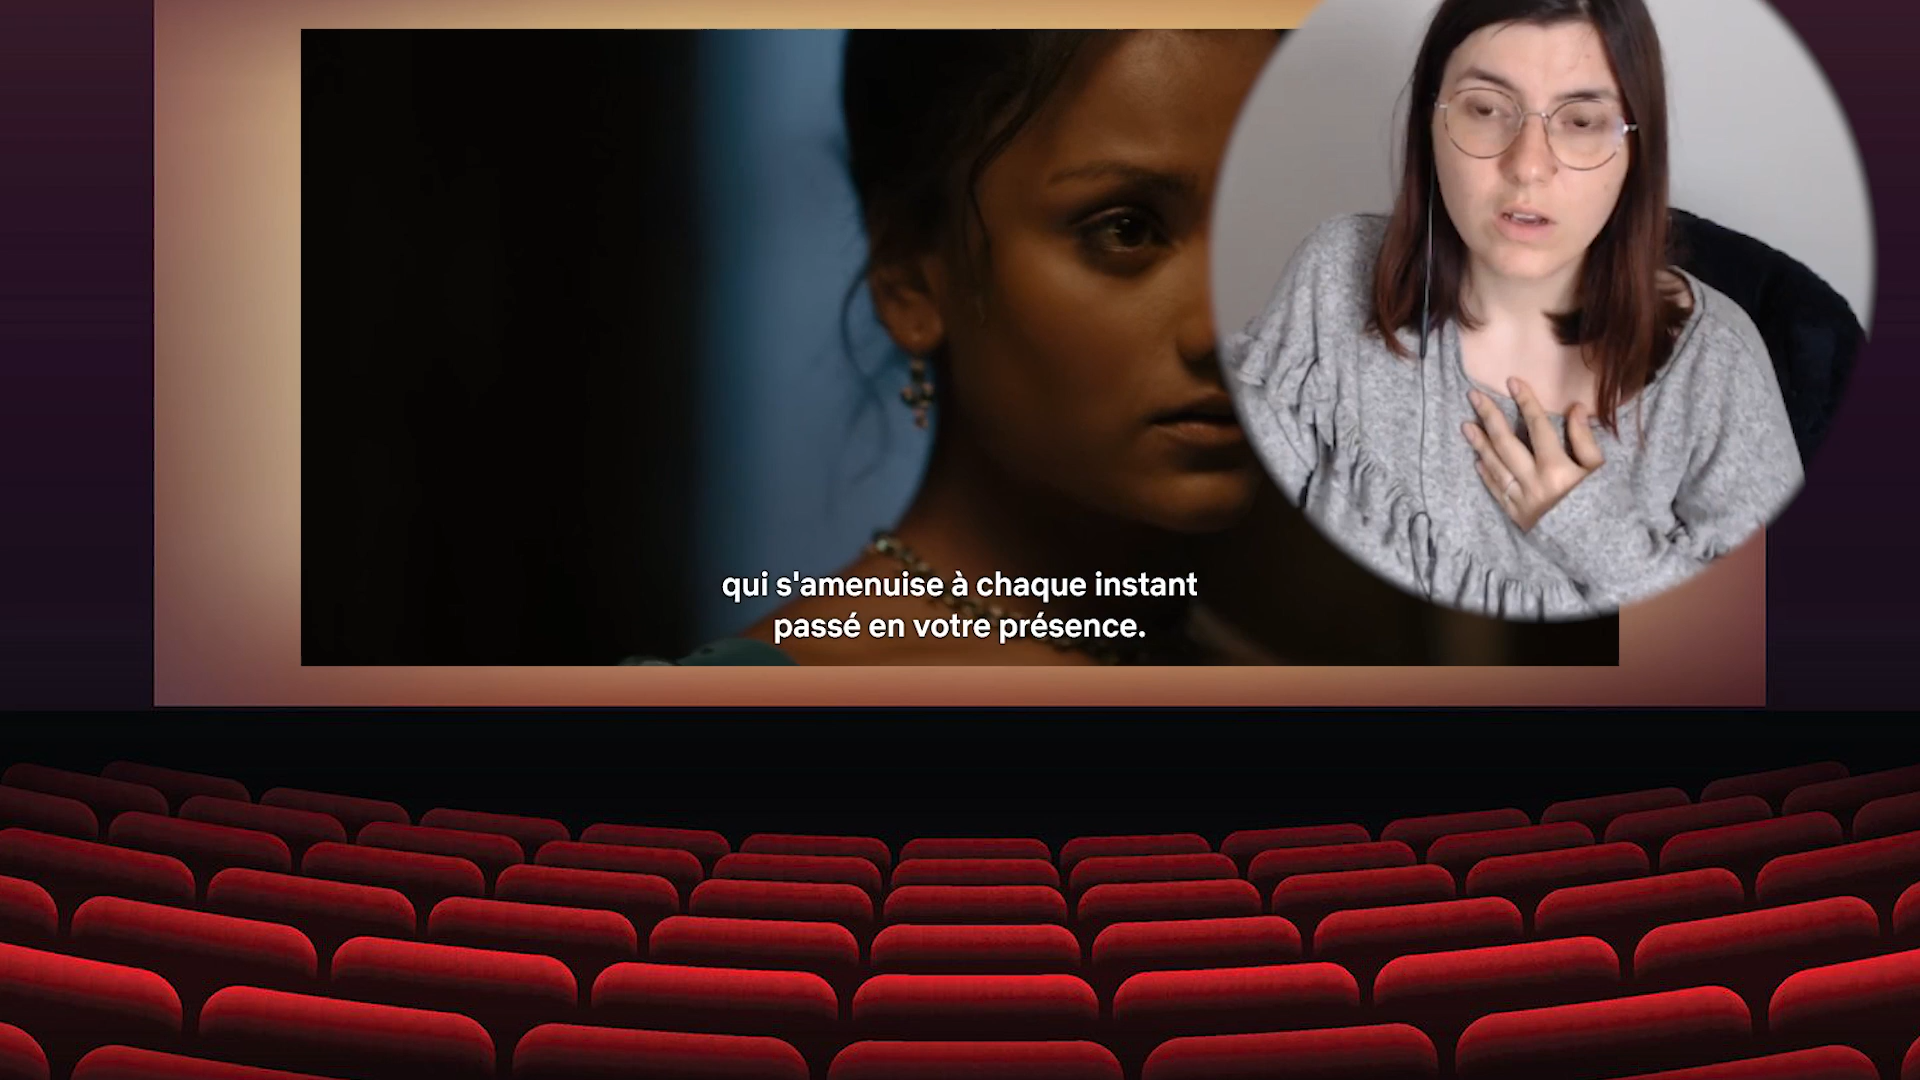 qui s'amenuise à chaque instant
passé en votre présence.